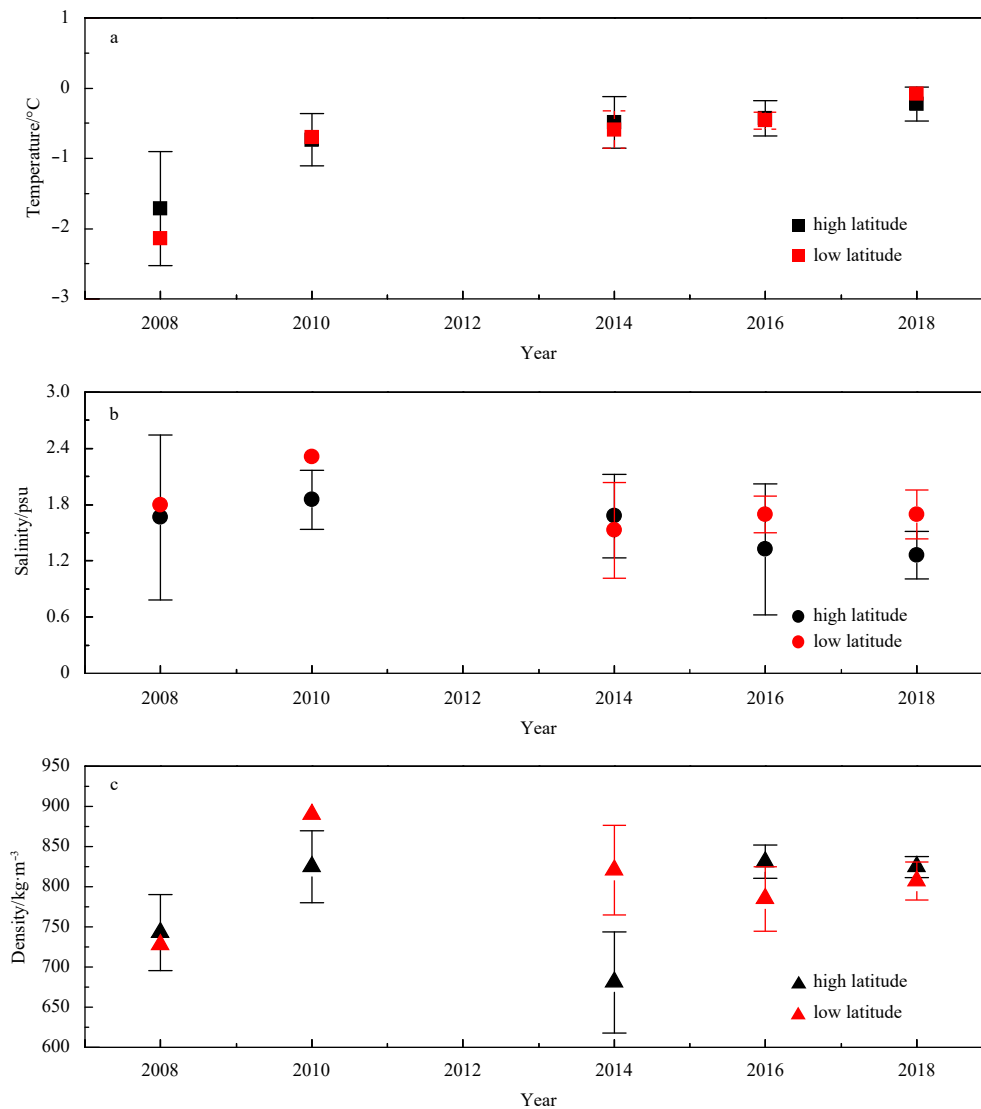 a
1
0
−1
−2
−3
Temperature/°C
high latitude
low latitude
2008 2010 2012 2014 2016 2018
Year
b
3.0
2.4
1.8
1.2
0.6
0
Salinity/psu
high latitude
low latitude
2008 2010 2012 2014 2016 2018
Year
c
950
900
850
800
750
700
650
600
Density/kg·m⁻³
high latitude
low latitude
2008 2010 2012 2014 2016 2018
Year